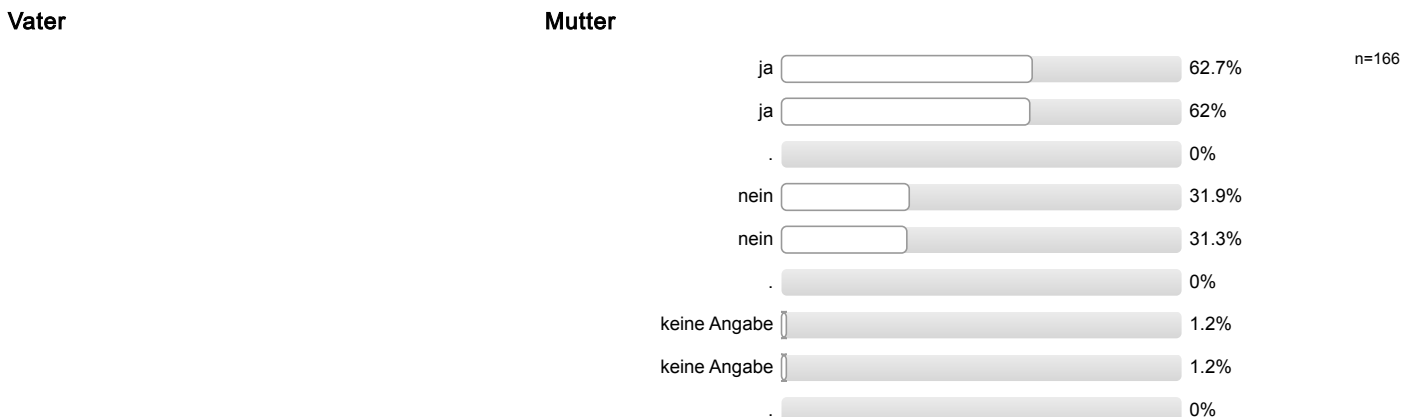 Vater Mutter
n=166
ja 62.7%
ja 62%
. 0%
nein 31.9%
nein 31.3%
. 0%
keine Angabe 1.2%
keine Angabe 1.2%
. 0%